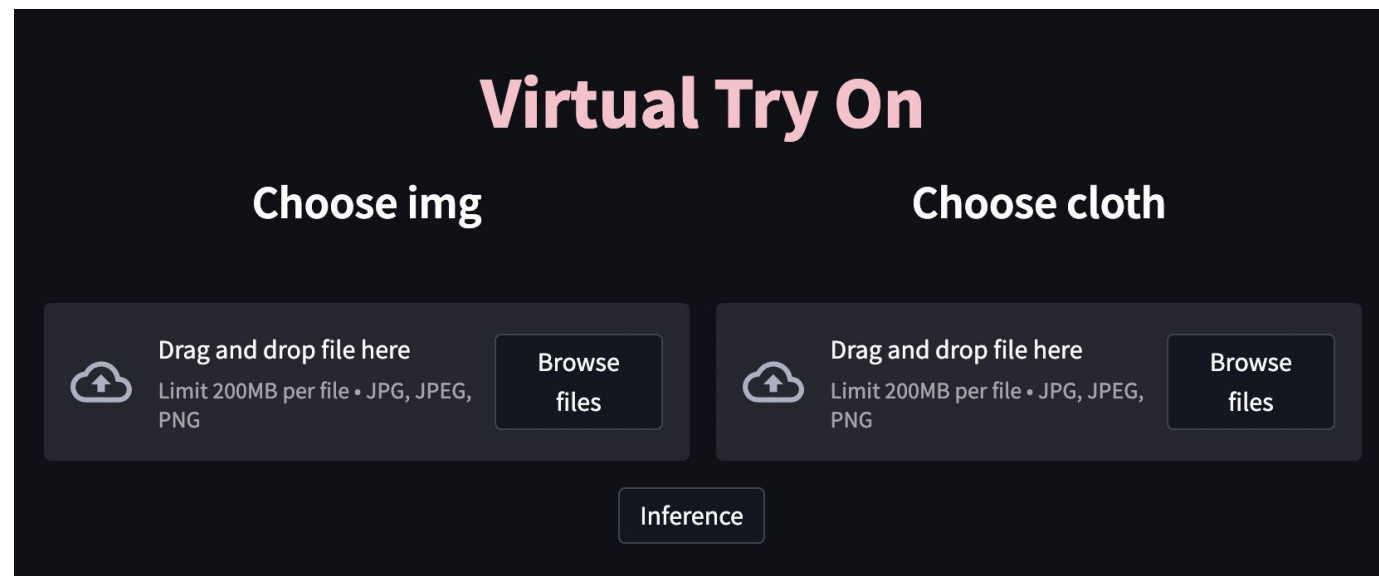 Virtual Try On
Choose img
Choose cloth
Drag and drop file here
Limit 200MB per file • JPG, JPEG,
PNG
Browse
files
Drag and drop file here
Limit 200MB per file • JPG, JPEG,
PNG
Browse
files
Inference